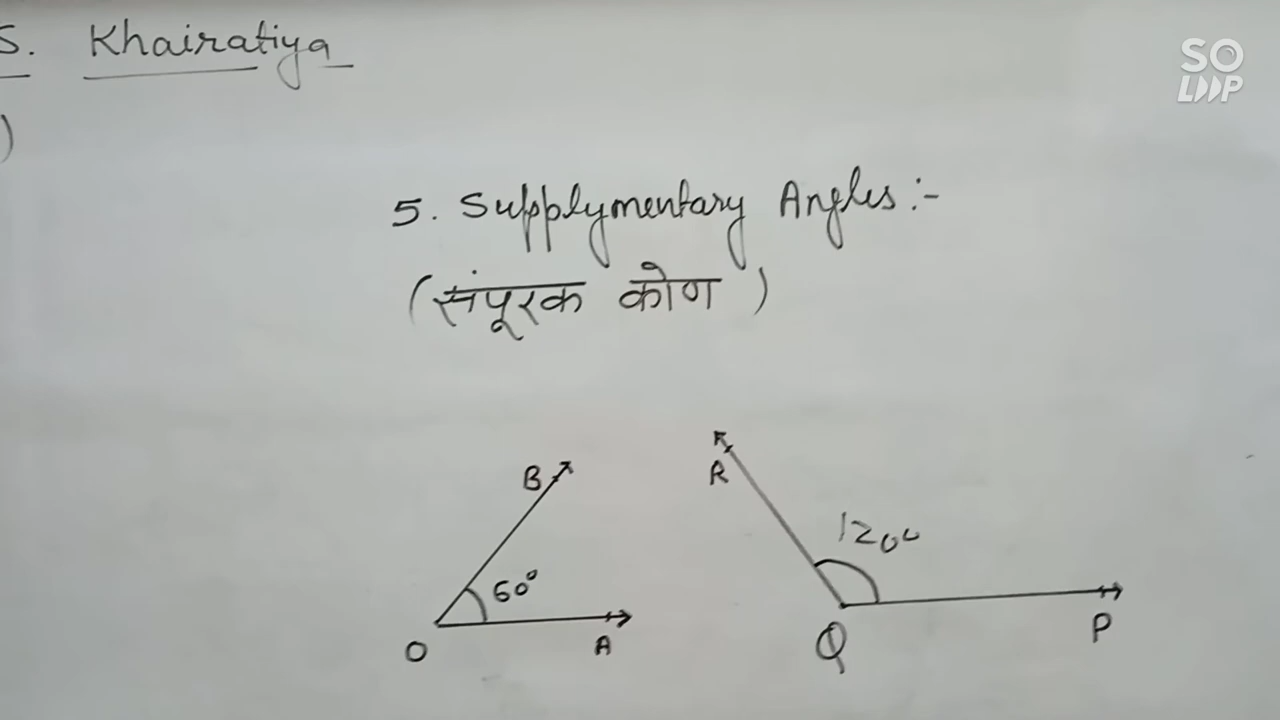 S. Khairatiya
)
5. Supplymentary Angles :-
(संपूरक कोण)
B
60°
O
A
R
120°
Q
P
SO
LOOP